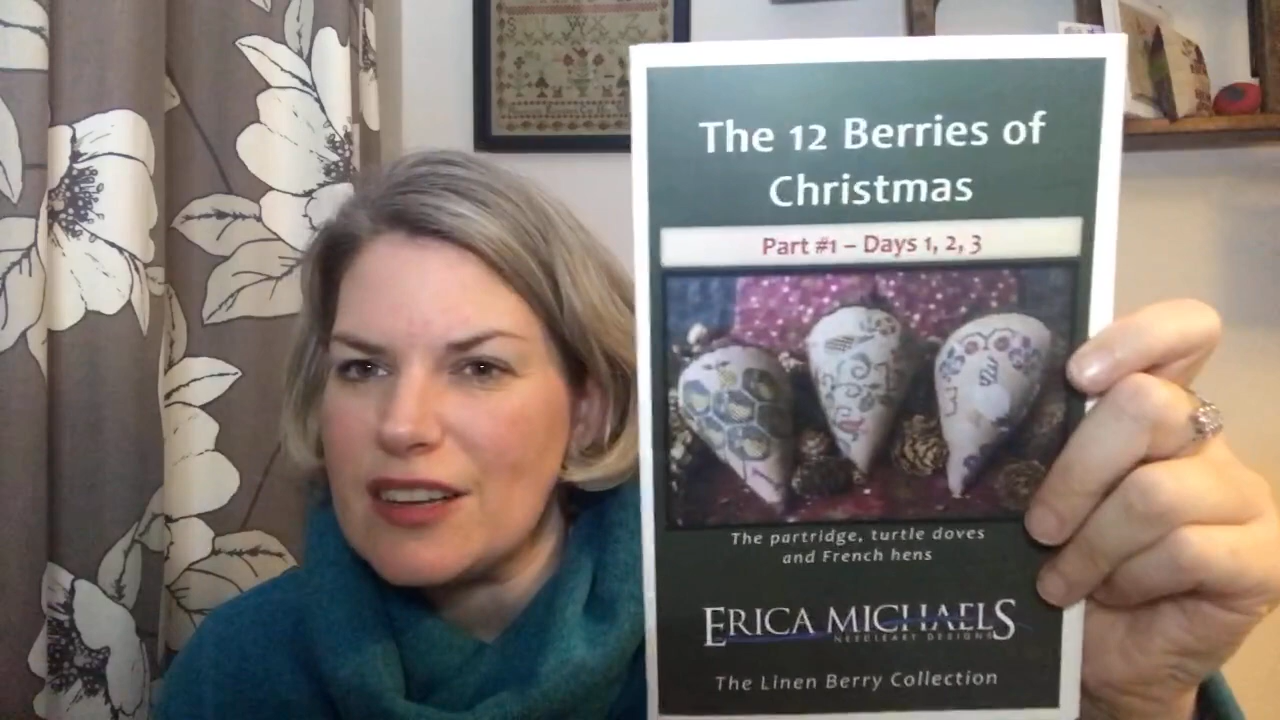 S WXZ
The 12 Berries of
Christmas
Part #1 – Days 1, 2, 3
The partridge, turtle doves
and French hens
ERICA MICHAELS
NEEDLEART DESIGNS
The Linen Berry Collection